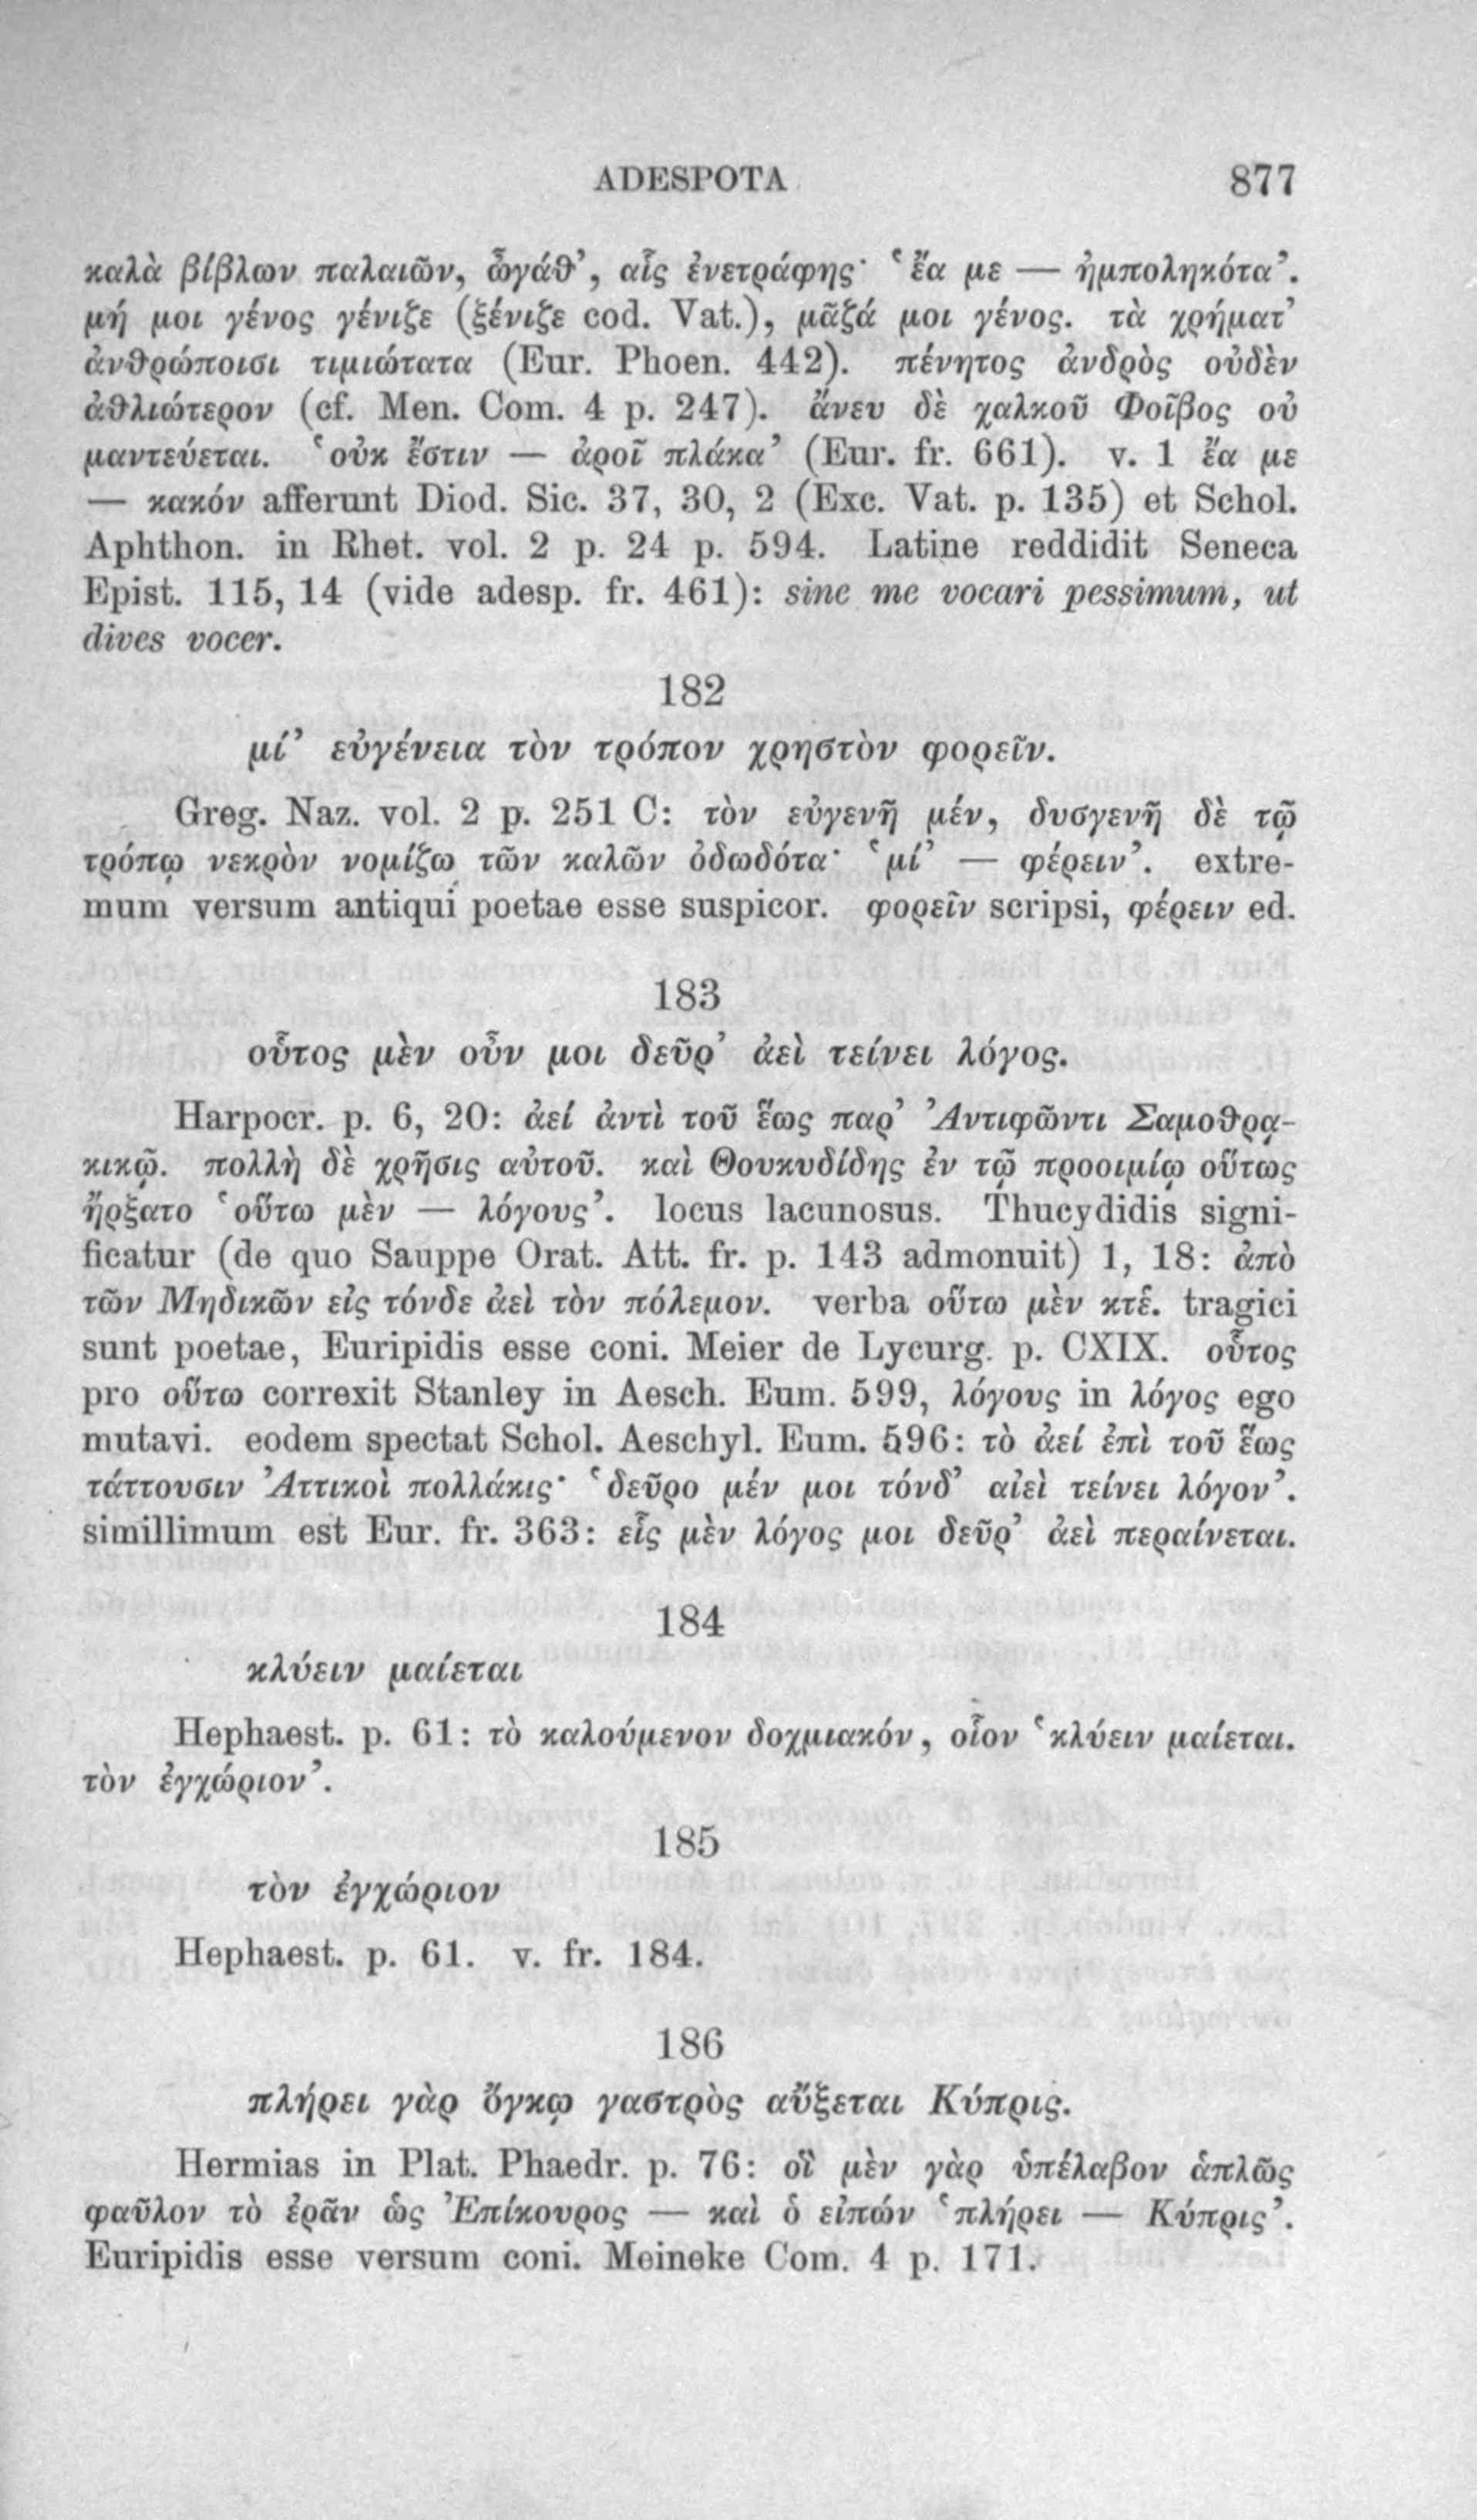 ADESPOTA 877
καλὰ βίβλων παλαιῶν, ὦγάθ’, αἷς ἐνετράφης· ‘ἔα με — ἠμποληκότα’.
μή μοι γένος γένιζε (ξένιζε cod. Vat.), μᾶζά μοι γένος. τὰ χρήματ’
ἀνθρώποισι τιμιώτατα (Eur. Phoen. 442). πένητος ἀνδρὸς οὐδὲν
ἀθλιώτερον (cf. Men. Com. 4 p. 247). ἄνευ δὲ χαλκοῦ Φοῖβος οὐ
μαντεύεται. ‘οὐκ ἔστιν — ἀροῖ πλάκα’ (Eur. fr. 661). v. 1 ἔα με
— κακόν afferunt Diod. Sic. 37, 30, 2 (Exc. Vat. p. 135) et Schol.
Aphthon. in Rhet. vol. 2 p. 24 p. 594. Latine reddidit Seneca
Epist. 115, 14 (vide adesp. fr. 461): sine me vocari pessimum, ut
dives vocer.
182
μί’ εὐγένεια τὸν τρόπον χρηστὸν φορεῖν.
Greg. Naz. vol. 2 p. 251 C: τὸν εὐγενῆ μέν, δυσγενῆ δὲ τῷ
τρόπῳ νεκρὸν νομίζω τῶν καλῶν ὀδωδότα· ‘μί’ — φέρειν’. extre-
mum versum antiqui poetae esse suspicor. φορεῖν scripsi, φέρειν ed.
183
οὗτος μὲν οὖν μοι δεῦρ’ ἀεὶ τείνει λόγος.
Harpocr. p. 6, 20: ἀεί ἀντὶ τοῦ ἕως παρ’ Ἀντιφῶντι Σαμοθρᾳ-
κικῷ. πολλὴ δὲ χρῆσις αὐτοῦ. καὶ Θουκυδίδης ἐν τῷ προοιμίῳ οὕτως
ἤρξατο ‘οὕτω μὲν — λόγους’. locus lacunosus. Thucydidis signi-
ficatur (de quo Sauppe Orat. Att. fr. p. 143 admonuit) 1, 18: ἀπὸ
τῶν Μηδικῶν εἰς τόνδε ἀεὶ τὸν πόλεμον. verba οὕτω μὲν κτἑ. tragici
sunt poetae, Euripidis esse coni. Meier de Lycurg. p. CXIX. οὗτος
pro οὕτω correxit Stanley in Aesch. Eum. 599, λόγους in λόγος ego
mutavi. eodem spectat Schol. Aeschyl. Eum. 596: τὸ ἀεί ἐπὶ τοῦ ἕως
τάττουσιν Ἀττικοὶ πολλάκις· ‘δεῦρο μέν μοι τόνδ’ αἰεὶ τείνει λόγον’.
simillimum est Eur. fr. 363: εἷς μὲν λόγος μοι δεῦρ’ ἀεὶ περαίνεται.
184
κλύειν μαίεται
Hephaest. p. 61: τὸ καλούμενον δοχμιακόν, οἷον ‘κλύειν μαίεται.
τὸν ἐγχώριον’.
185
τὸν ἐγχώριον
Hephaest. p. 61. v. fr. 184.
186
πλήρει γὰρ ὄγκῳ γαστρὸς αὔξεται Κύπρις.
Hermias in Plat. Phaedr. p. 76: οἳ μὲν γὰρ ὑπέλαβον ἁπλῶς
φαῦλον τὸ ἐρᾶν ὡς Ἐπίκουρος — καὶ ὁ εἰπών ‘πλήρει — Κύπρις’.
Euripidis esse versum coni. Meineke Com. 4 p. 171.